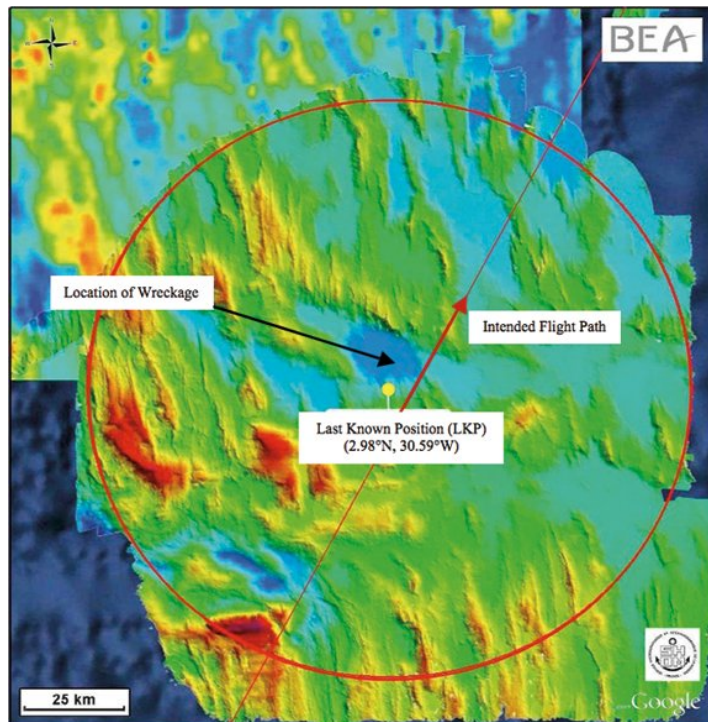 BEA
Location of Wreckage
Intended Flight Path
Last Known Position (LKP)
(2.98°N, 30.59°W)
25 km
Google